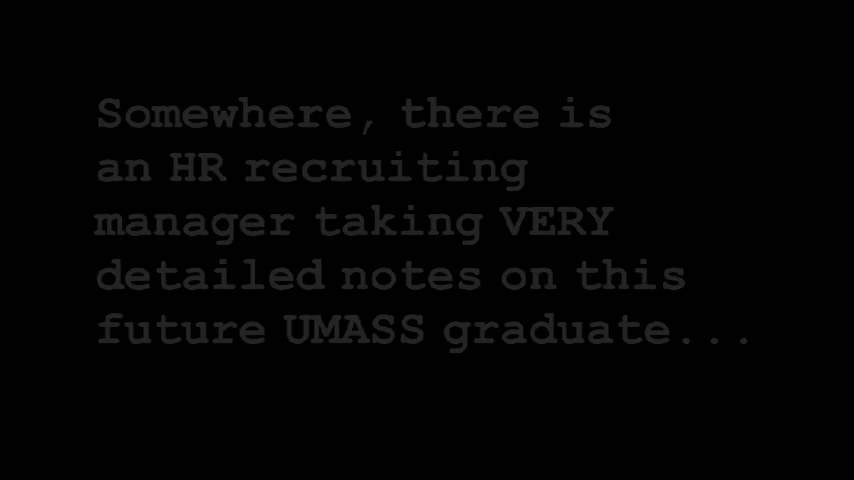 Somewhere, there is
an HR recruiting
manager taking VERY
detailed notes on this
future UMASS graduate...